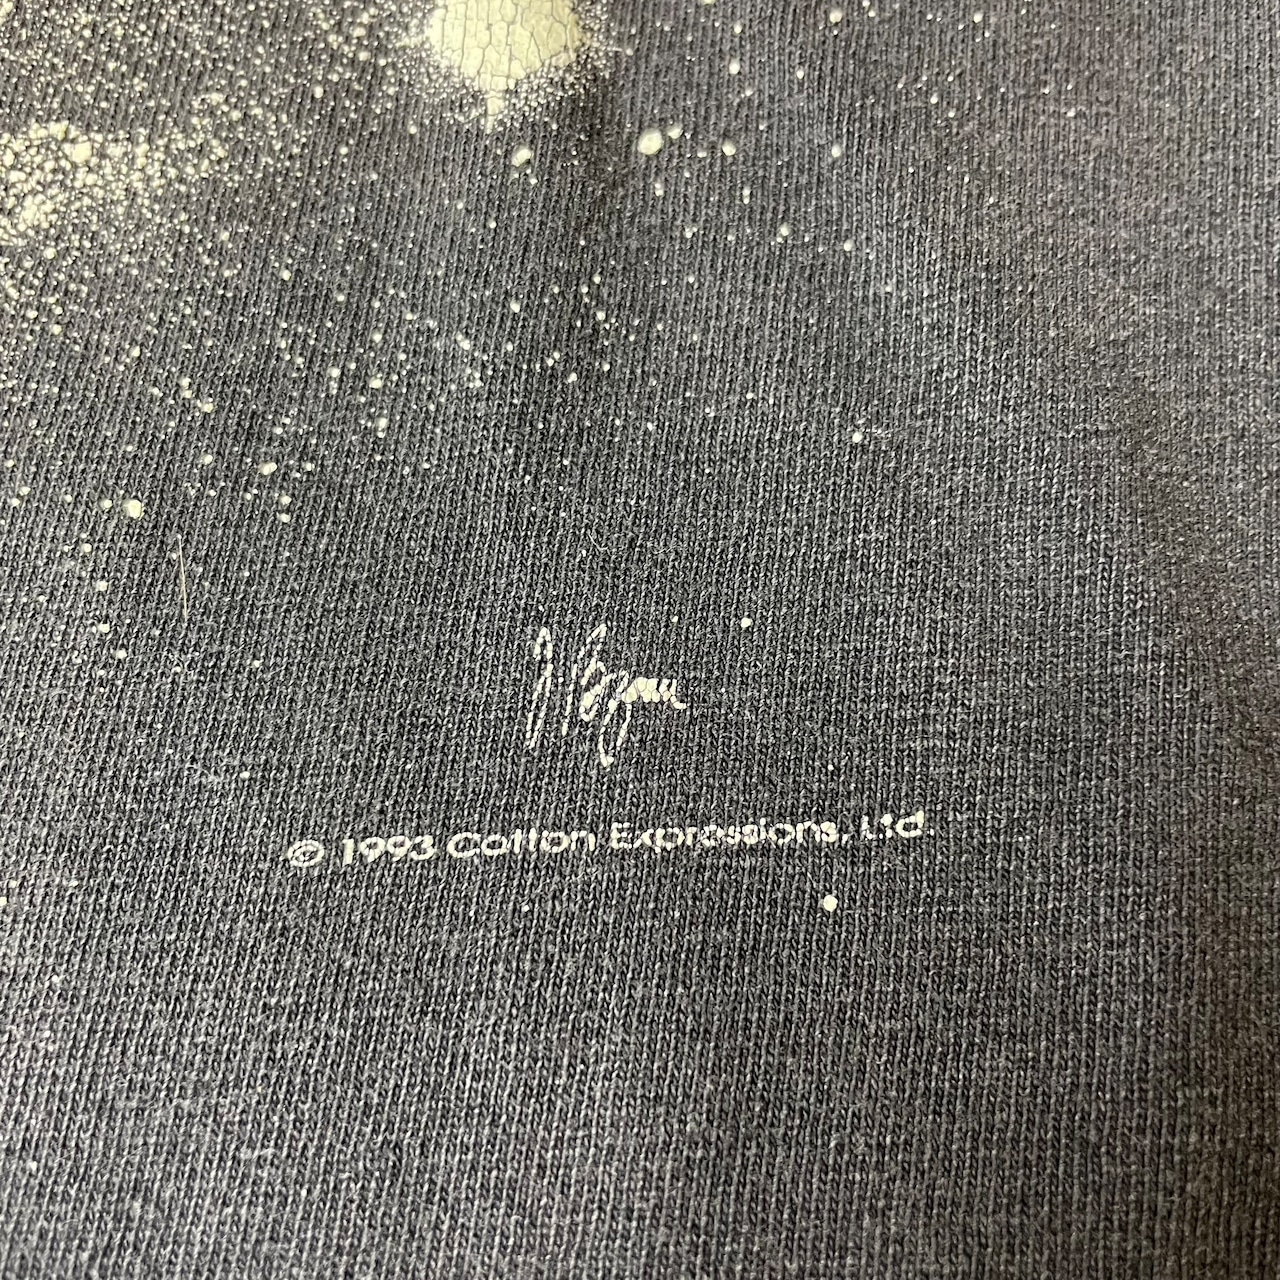 © 1993 Cotton Expressions, Ltd.